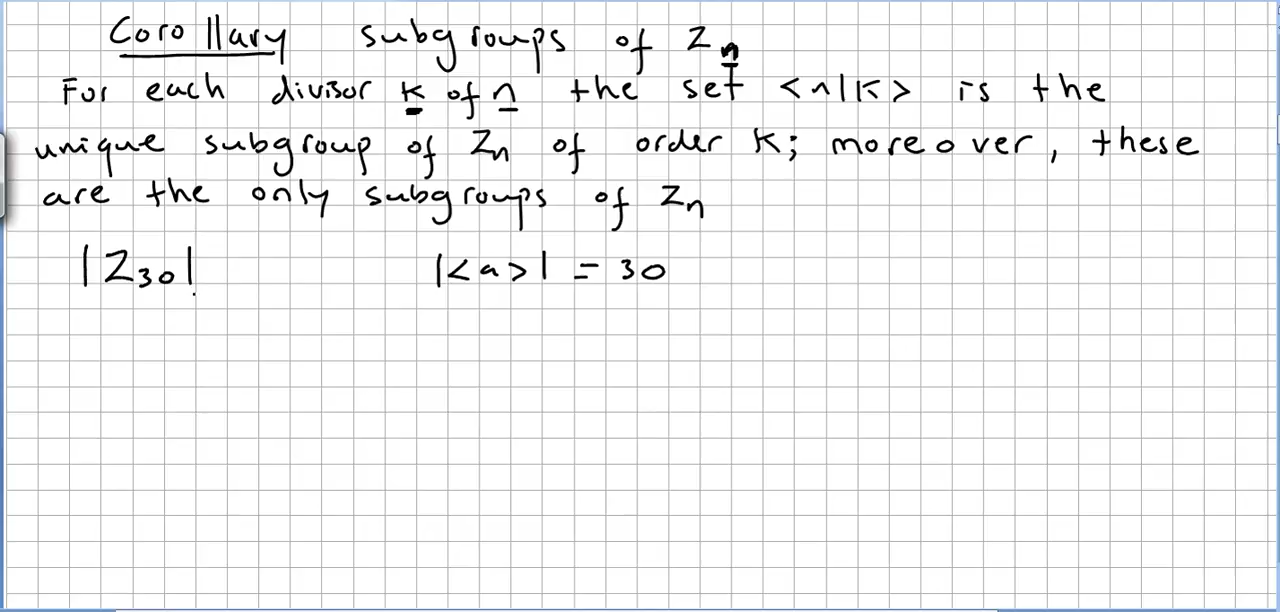 Corollary subgroups of Zn
For each divisor k of n the set <n/k> is the
unique subgroup of Zn of order k; moreover, these
are the only subgroups of Zn
|Z30| |<a>| = 30